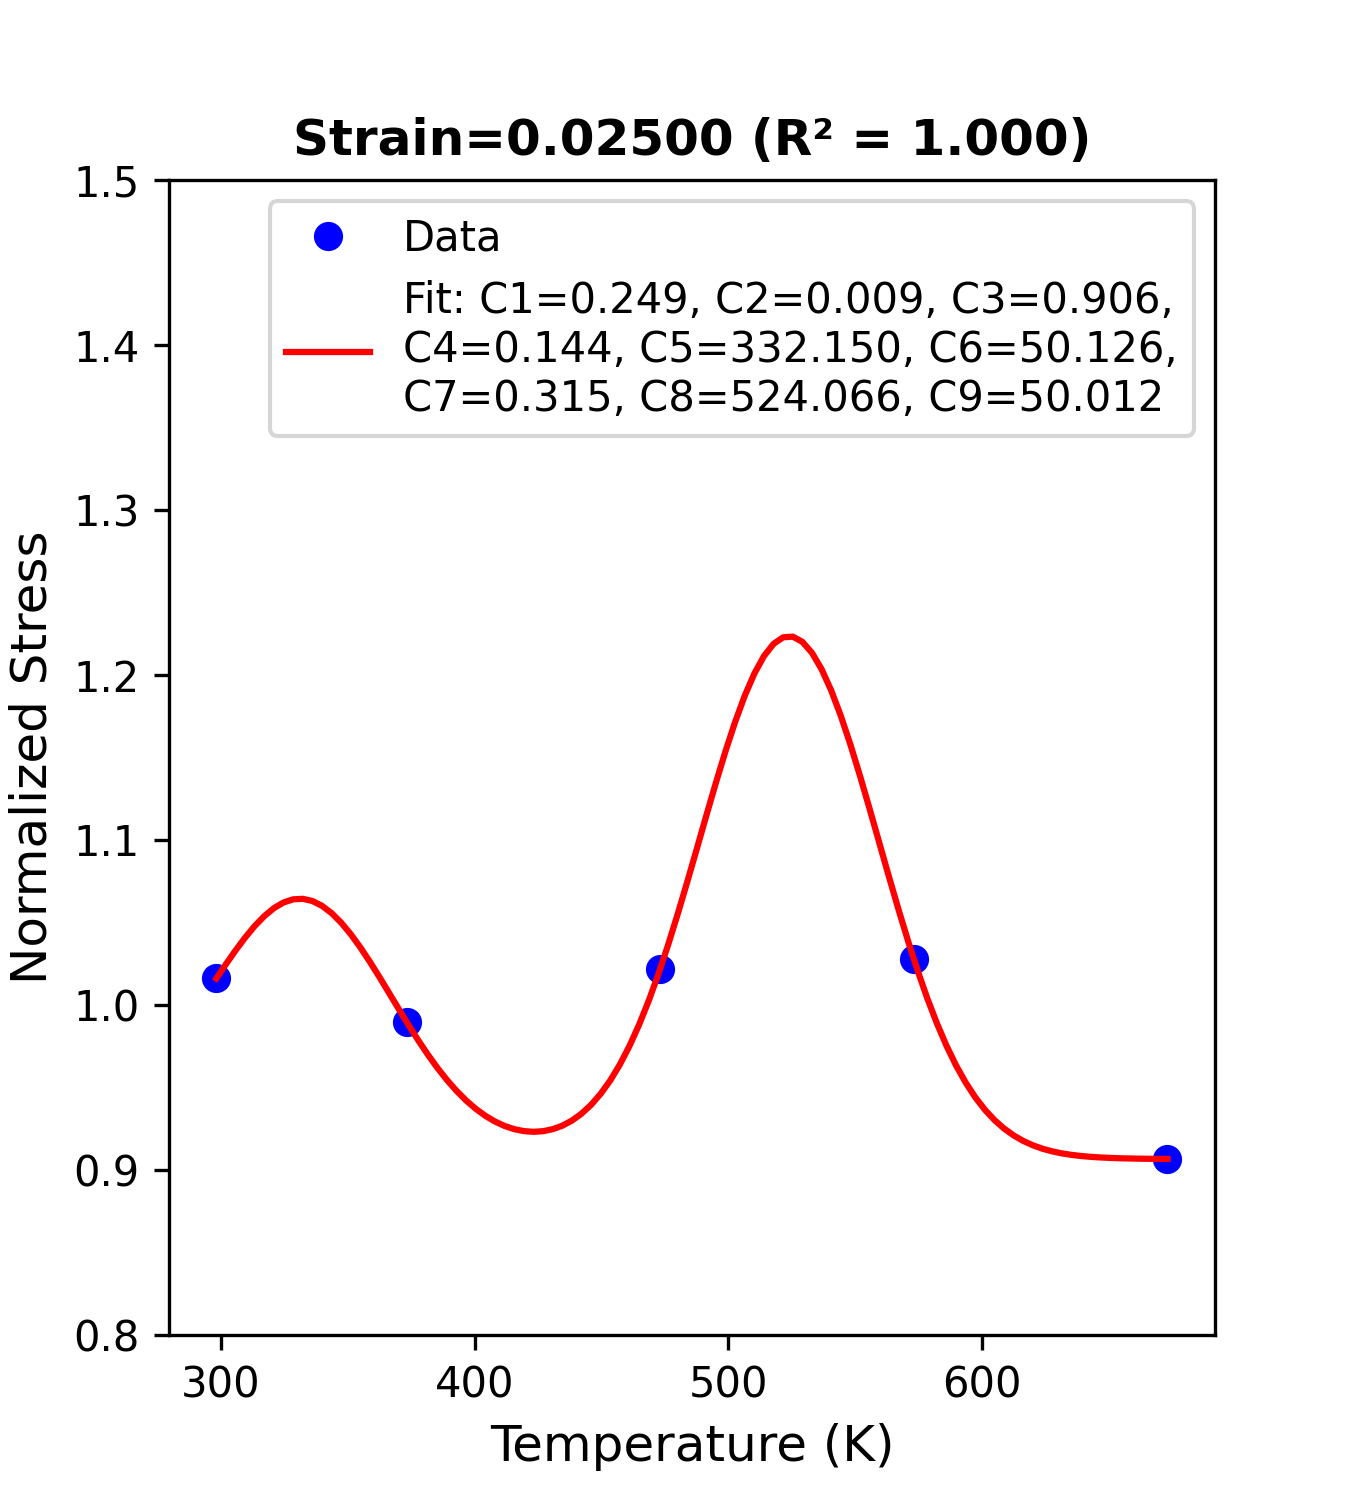 Strain=0.02500 (R² = 1.000)
1.5
1.4
1.3
1.2
1.1
1.0
0.9
0.8
Data
Fit: C1=0.249, C2=0.009, C3=0.906,
C4=0.144, C5=332.150, C6=50.126,
C7=0.315, C8=524.066, C9=50.012
Normalized Stress
300
400
500
600
Temperature (K)